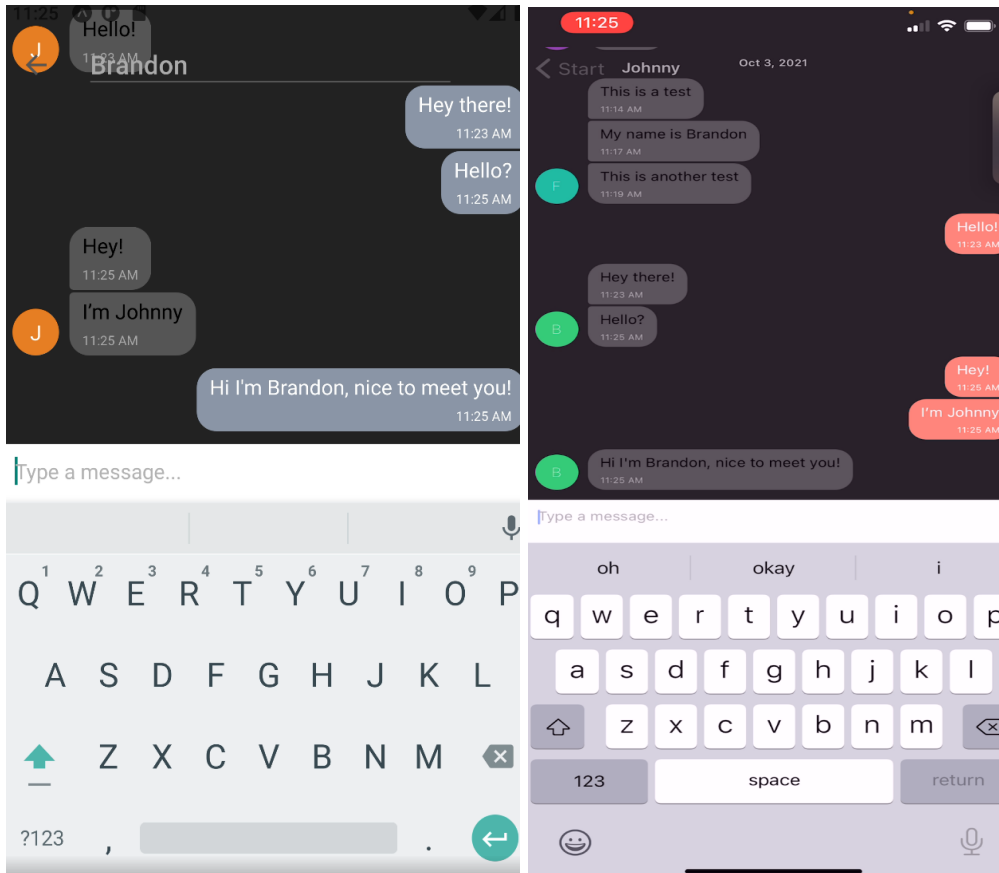 11:25
Hello!
J
11:23 AM
Brandon
Hey there!
11:23 AM
Hello?
11:25 AM
Hey!
11:25 AM
I'm Johnny
J
11:25 AM
Hi I'm Brandon, nice to meet you!
11:25 AM
Type a message...
1 2 3 4 5 6 7 8 9
Q W E R T Y U I O P
A S D F G H J K L
Z X C V B N M
?123 , .
11:25
Start Johnny Oct 3, 2021
This is a test
11:14 AM
My name is Brandon
11:17 AM
This is another test
F
11:19 AM
Hello!
11:23 AM
Hey there!
11:23 AM
Hello?
B
11:25 AM
Hey!
11:25 AM
I'm Johnny
11:25 AM
Hi I'm Brandon, nice to meet you!
B
11:25 AM
Type a message...
oh okay i
q w e r t y u i o p
a s d f g h j k l
z x c v b n m
123 space return